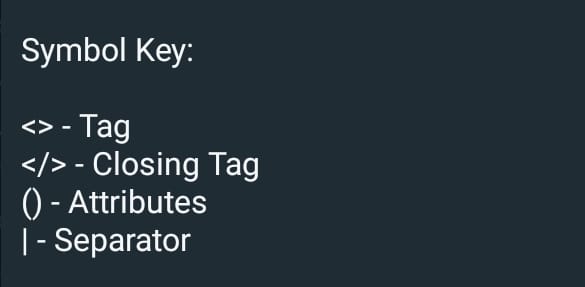 Symbol Key:
<> - Tag
</> - Closing Tag
() - Attributes
| - Separator